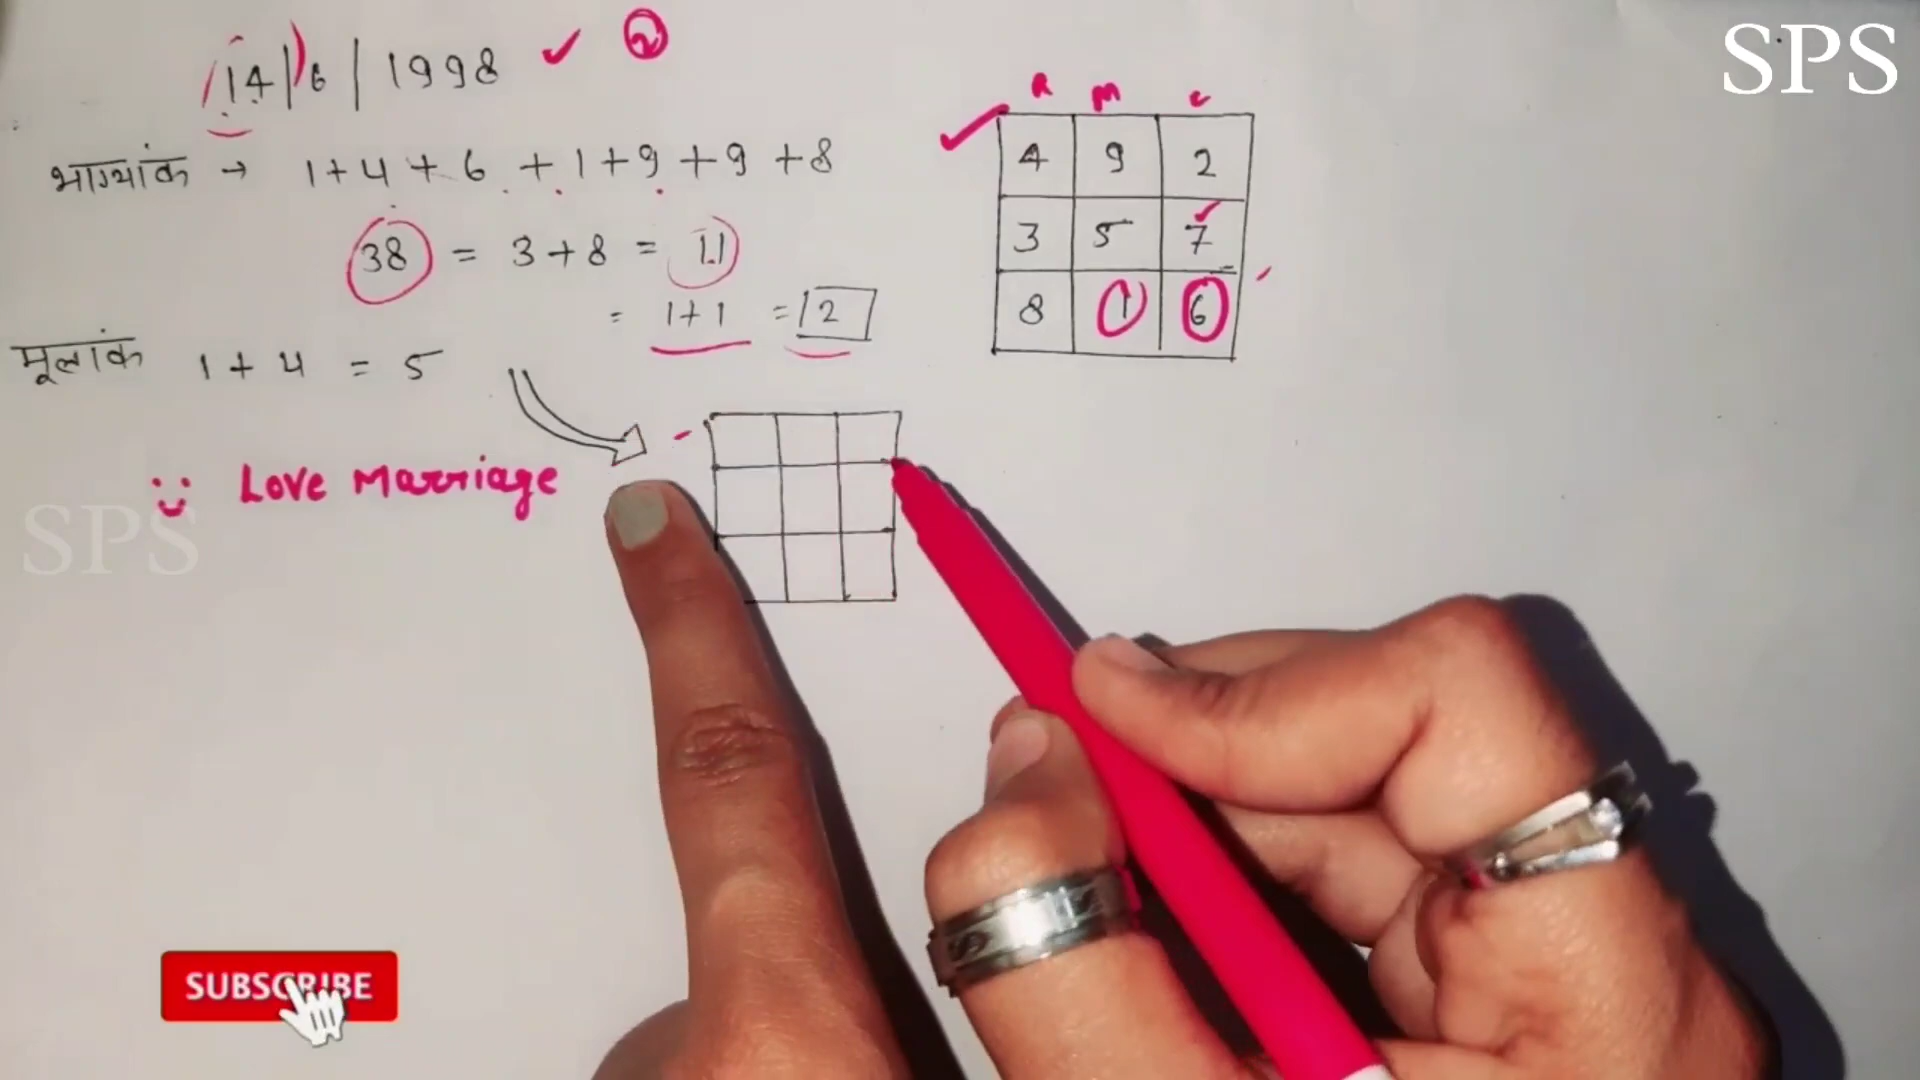 SPS
14/6/1998 ✓ 2
भाग्यांक → 1+4+6+1+9+9+8
38 = 3+8 = 11
= 1+1 = 2
मूलांक 1+4 = 5
R M C
4 9 2
3 5 7
8 1 6
Love Marriage
SPS
SUBSCRIBE